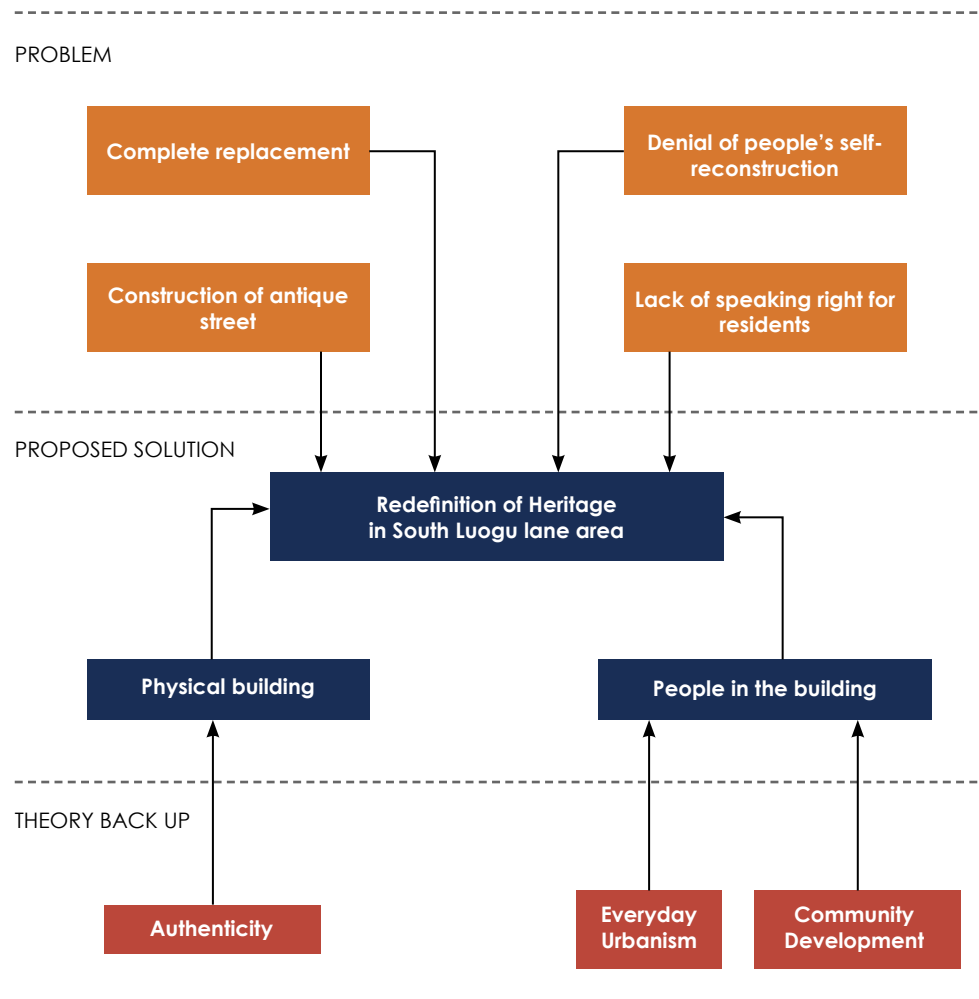 PROBLEM
Complete replacement
Denial of people’s self-
reconstruction
Construction of antique
street
Lack of speaking right for
residents
PROPOSED SOLUTION
Redefinition of Heritage
in South Luogu lane area
Physical building
People in the building
THEORY BACK UP
Authenticity
Everyday
Urbanism
Community
Development